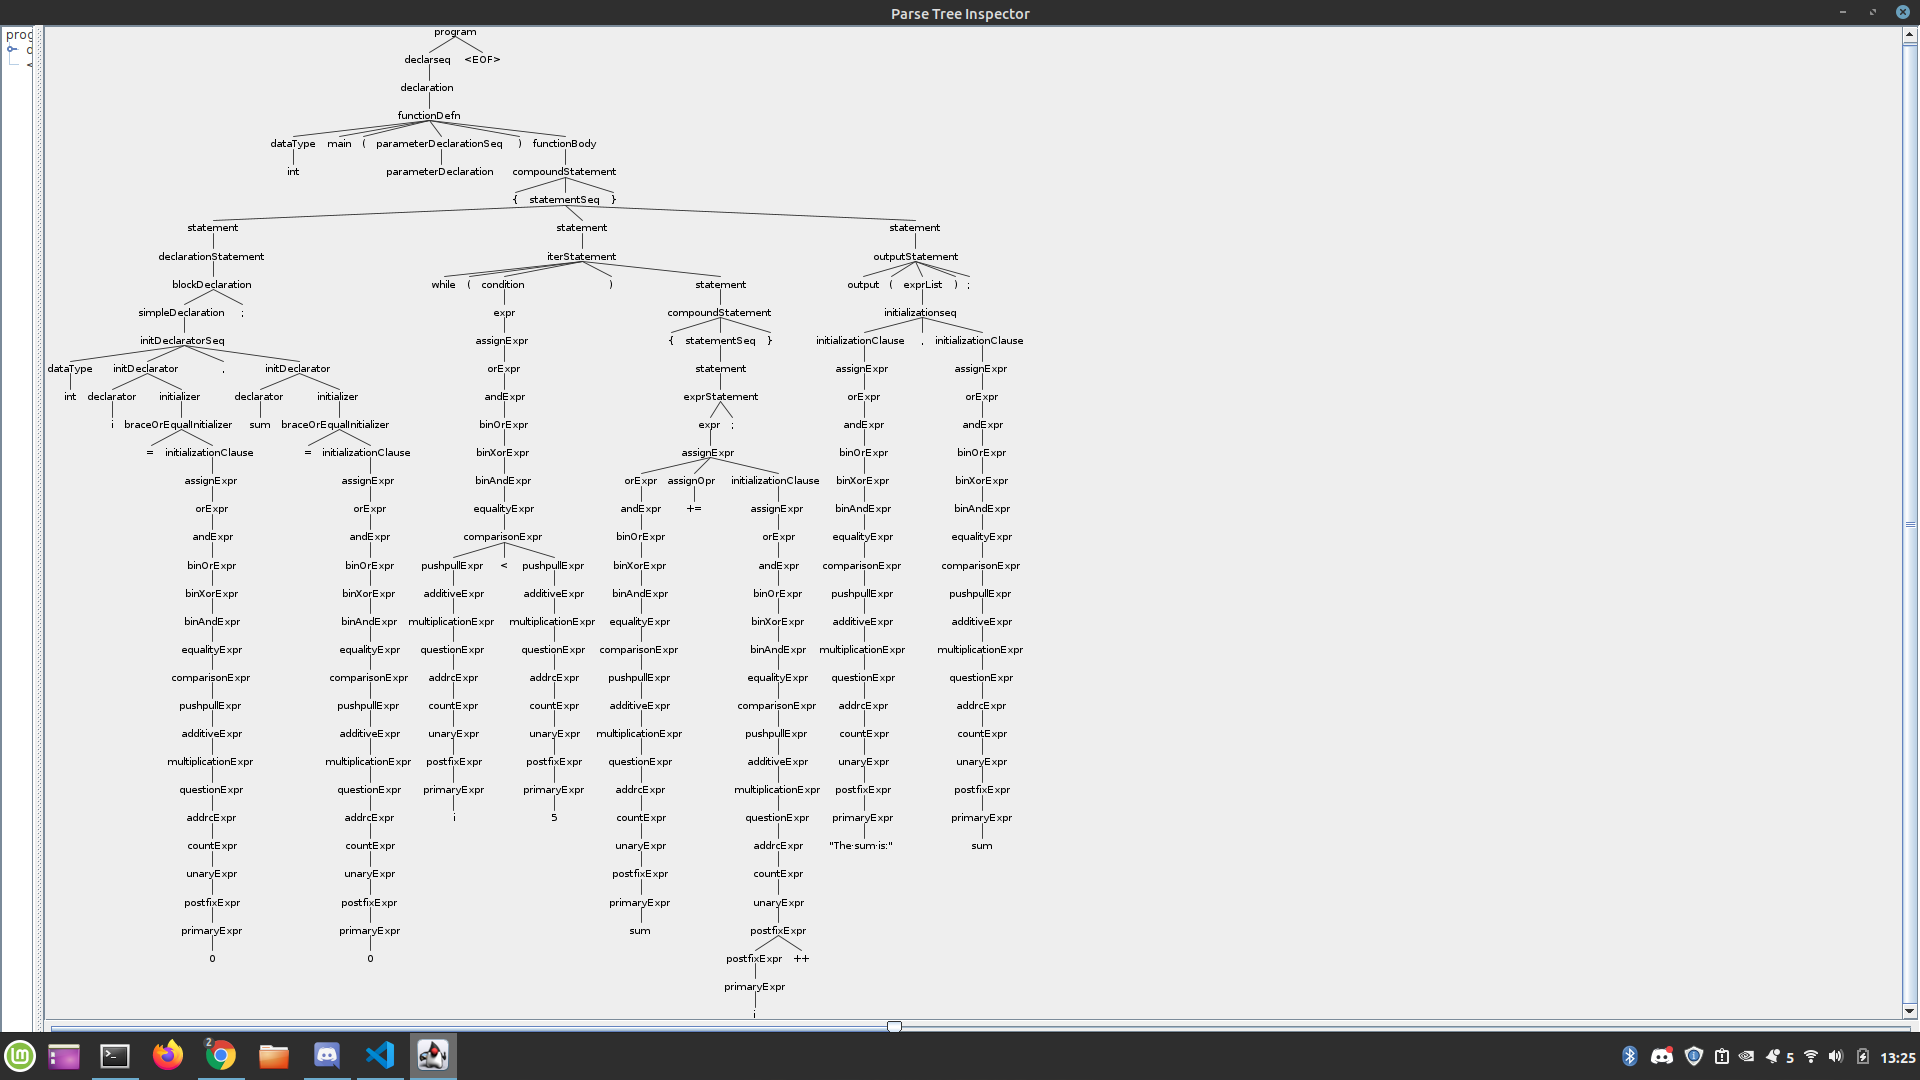 Parse Tree Inspector
prog
program
declarseq <EOF>
declaration
functionDefn
dataType main ( parameterDeclarationSeq ) functionBody
int parameterDeclaration compoundStatement
{ statementSeq }
statement statement statement
declarationStatement iterStatement outputStatement
blockDeclaration while ( condition ) statement output ( exprList ) ;
simpleDeclaration ; expr compoundStatement initializationseq
initDeclaratorSeq assignExpr { statementSeq } initializationClause , initializationClause
dataType initDeclarator , initDeclarator orExpr statement assignExpr assignExpr
int declarator initializer declarator initializer andExpr exprStatement orExpr orExpr
i braceOrEqualInitializer sum braceOrEqualInitializer binOrExpr expr ; andExpr andExpr
= initializationClause = initializationClause binXorExpr assignExpr binOrExpr binOrExpr
assignExpr assignExpr binAndExpr orExpr assignOpr initializationClause binXorExpr binXorExpr
orExpr orExpr equalityExpr andExpr += assignExpr binAndExpr binAndExpr
andExpr andExpr comparisonExpr binOrExpr orExpr equalityExpr equalityExpr
binOrExpr binOrExpr pushpullExpr < pushpullExpr binXorExpr andExpr comparisonExpr comparisonExpr
binXorExpr binXorExpr additiveExpr additiveExpr binAndExpr binOrExpr pushpullExpr pushpullExpr
binAndExpr binAndExpr multiplicationExpr multiplicationExpr equalityExpr binXorExpr additiveExpr additiveExpr
equalityExpr equalityExpr questionExpr questionExpr comparisonExpr binAndExpr multiplicationExpr multiplicationExpr
comparisonExpr comparisonExpr addrcExpr addrcExpr pushpullExpr equalityExpr questionExpr questionExpr
pushpullExpr pushpullExpr countExpr countExpr additiveExpr comparisonExpr addrcExpr addrcExpr
additiveExpr additiveExpr unaryExpr unaryExpr multiplicationExpr pushpullExpr countExpr countExpr
multiplicationExpr multiplicationExpr postfixExpr postfixExpr questionExpr additiveExpr unaryExpr unaryExpr
questionExpr questionExpr primaryExpr primaryExpr addrcExpr multiplicationExpr postfixExpr postfixExpr
addrcExpr addrcExpr i 5 countExpr questionExpr primaryExpr primaryExpr
countExpr countExpr unaryExpr addrcExpr "The·sum·is:" sum
unaryExpr unaryExpr postfixExpr countExpr
postfixExpr postfixExpr primaryExpr unaryExpr
primaryExpr primaryExpr sum postfixExpr
0 0 postfixExpr ++
primaryExpr
i
2
5
13:25